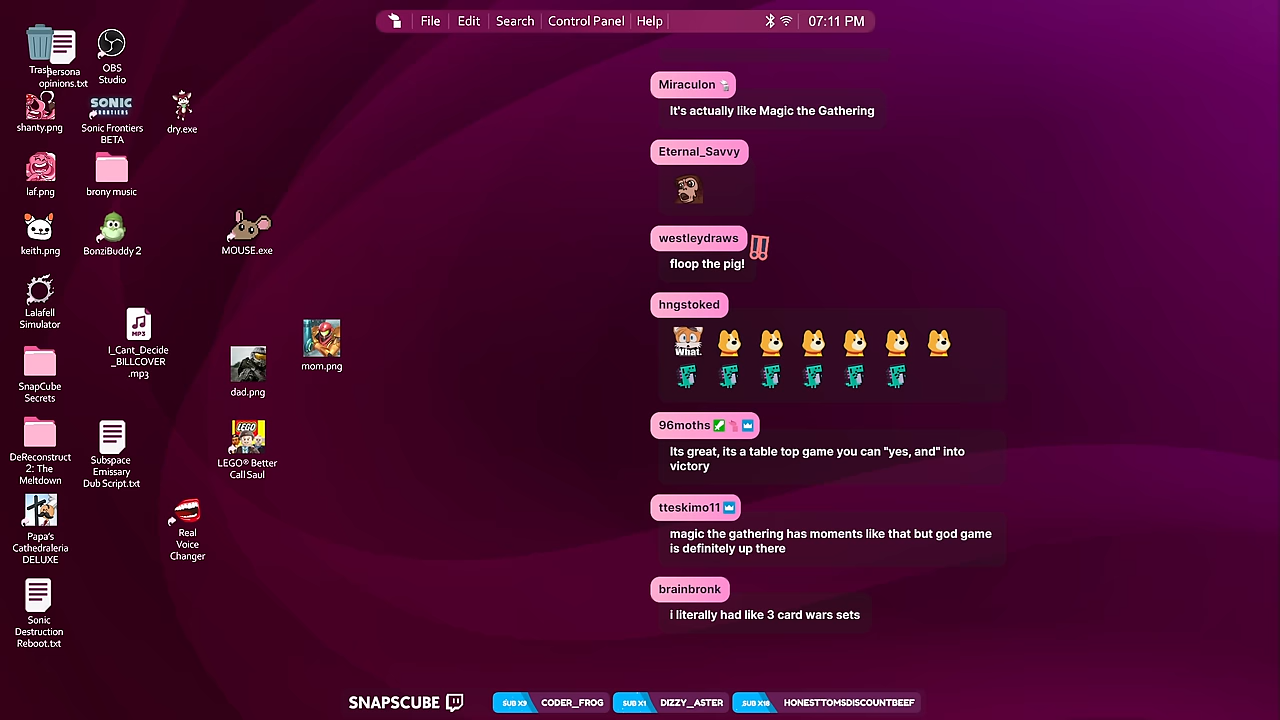 File Edit Search Control Panel Help 07:11 PM
Trash
persona
opinions.txt
OBS
Studio
shanty.png
SONIC
FRONTIERS
Sonic Frontiers
BETA
dry.exe
laf.png
brony music
keith.png
BonziBuddy 2
MOUSE.exe
Lalafell
Simulator
MP3
I_Cant_Decide
_BILLCOVER
.mp3
dad.png
mom.png
SnapCube
Secrets
DeReconstruct
2: The
Meltdown
Subspace
Emissary
Dub Script.txt
LEGO
LEGO® Better
Call Saul
Papa's
Cathedraleria
DELUXE
Real
Voice
Changer
Sonic
Destruction
Reboot.txt
Miraculon
It's actually like Magic the Gathering
Eternal_Savvy
westleydraws
floop the pig!
hngstoked
What.
96moths
Its great, its a table top game you can "yes, and" into
victory
tteskimo11
magic the gathering has moments like that but god game
is definitely up there
brainbronk
i literally had like 3 card wars sets
SNAPSCUBE SUB X9 CODER_FROG SUB X1 DIZZY_ASTER SUB X18 HONESTTOMSDISCOUNTBEEF